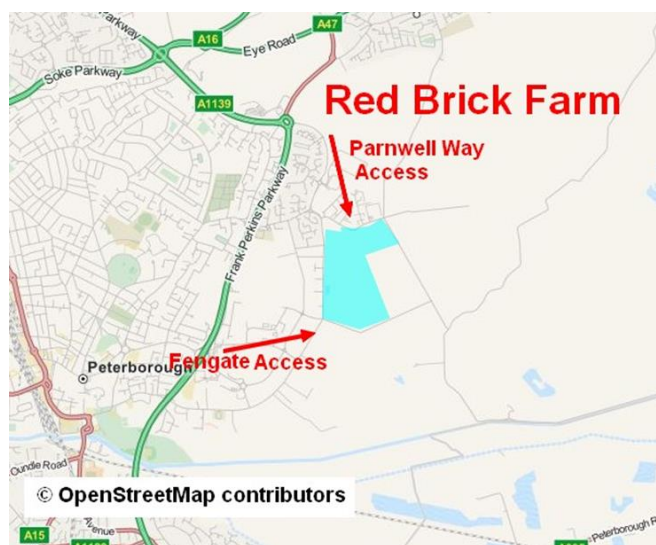 Parkway
A16
A47
Eye Road
Soke Parkway
A1139
Red Brick Farm
Parnwell Way
Access
Frank Perkins Parkway
Fengate Access
Peterborough
Oundle Road
© OpenStreetMap contributors
A15
Avenue
Peterborough R